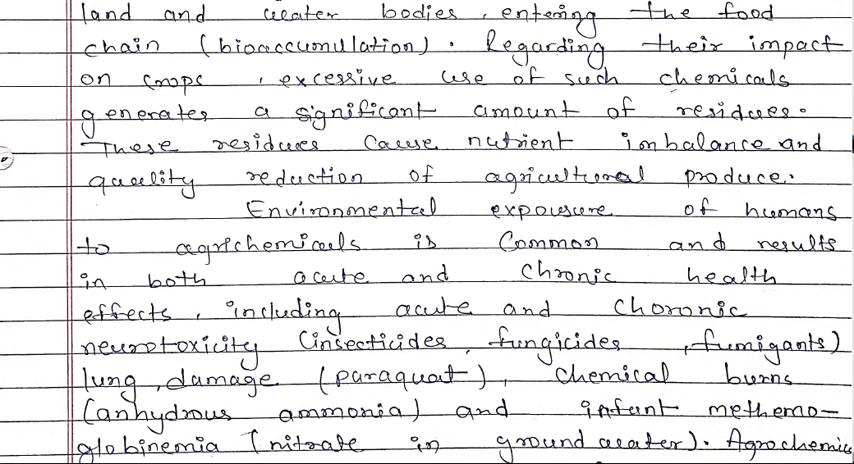 land and water bodies, entering the food
chain (bioaccumullation). Regarding their impact
on crops, excessive use of such chemicals
generates a significant amount of residues.
These residues cause nutrient imbalance and
quality reduction of agricultural produce.
Environmental expousure of humans
to agrichemicals is Common and results
in both acute and chronic health
effects, including acute and choronic
neurotoxicity (insecticides, fungicides, fumigants)
lung, damage (paraquat), chemical burns
(anhydrous ammonia) and infant methemo-
globinemia (nitrate in ground water). Agrochemic